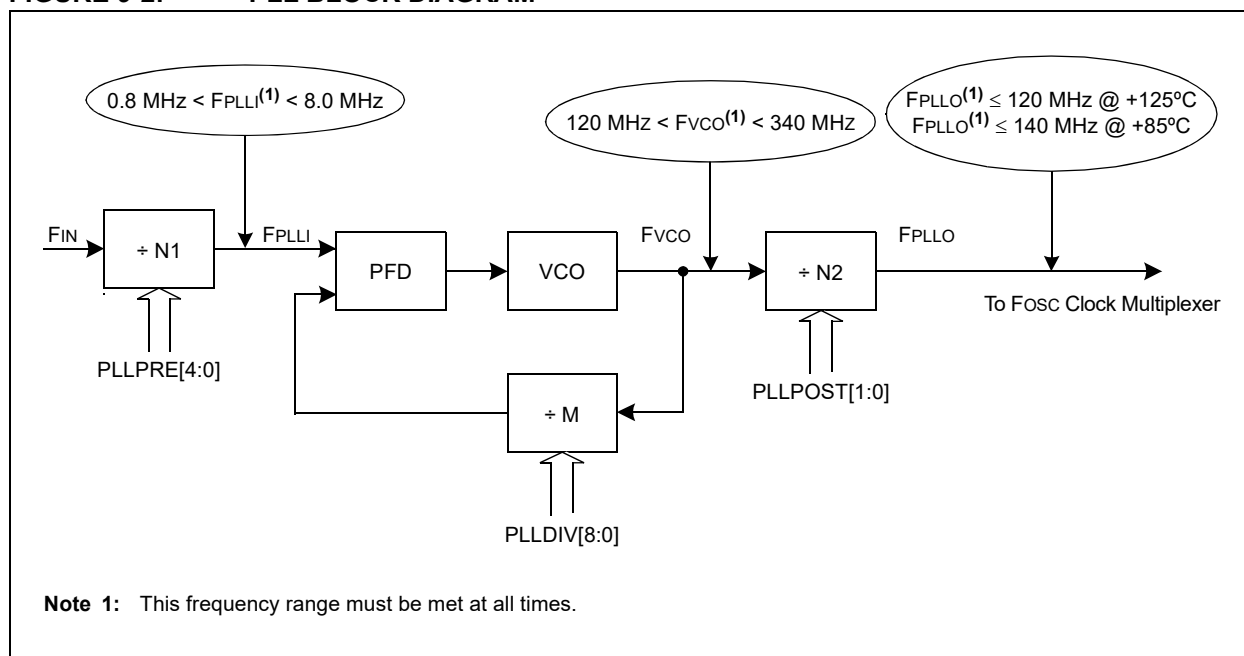 0.8 MHz < FPLLI(1) < 8.0 MHz
120 MHz < FVCO(1) < 340 MHz
FPLLO(1) ≤ 120 MHz @ +125ºC
FPLLO(1) ≤ 140 MHz @ +85ºC
FIN
÷ N1
FPLLI
PFD
VCO
FVCO
÷ N2
FPLLO
To FOSC Clock Multiplexer
PLLPRE[4:0]
÷ M
PLLPOST[1:0]
PLLDIV[8:0]
Note 1: This frequency range must be met at all times.